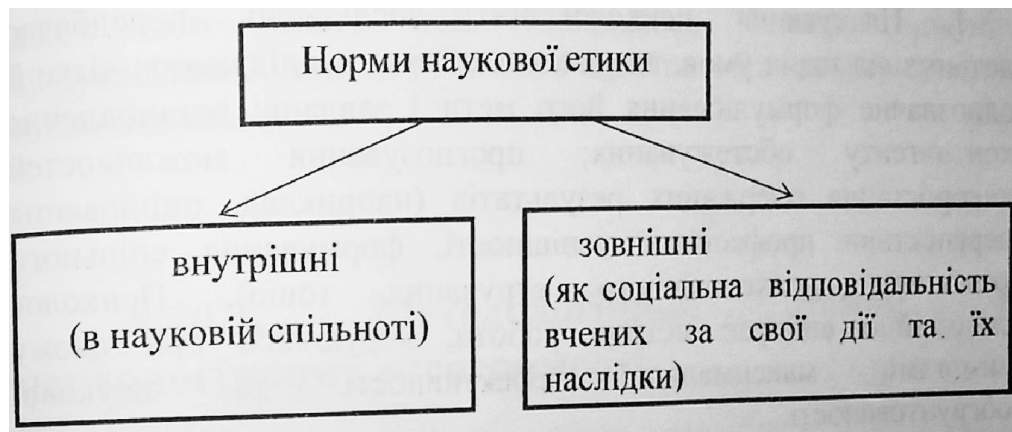 Норми наукової етики
внутрішні
(в науковій спільноті)
зовнішні
(як соціальна відповідальність
вчених за свої дії та їх
наслідки)